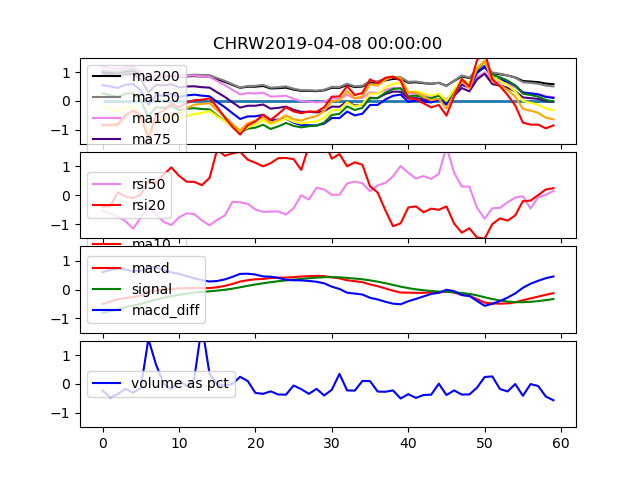 CHRW2019-04-08 00:00:00
1
0
−1
ma200
ma150
ma100
ma75
1
0
−1
rsi50
rsi20
ma10
1
0
−1
macd
signal
macd_diff
1
0
−1
volume as pct
0 10 20 30 40 50 60